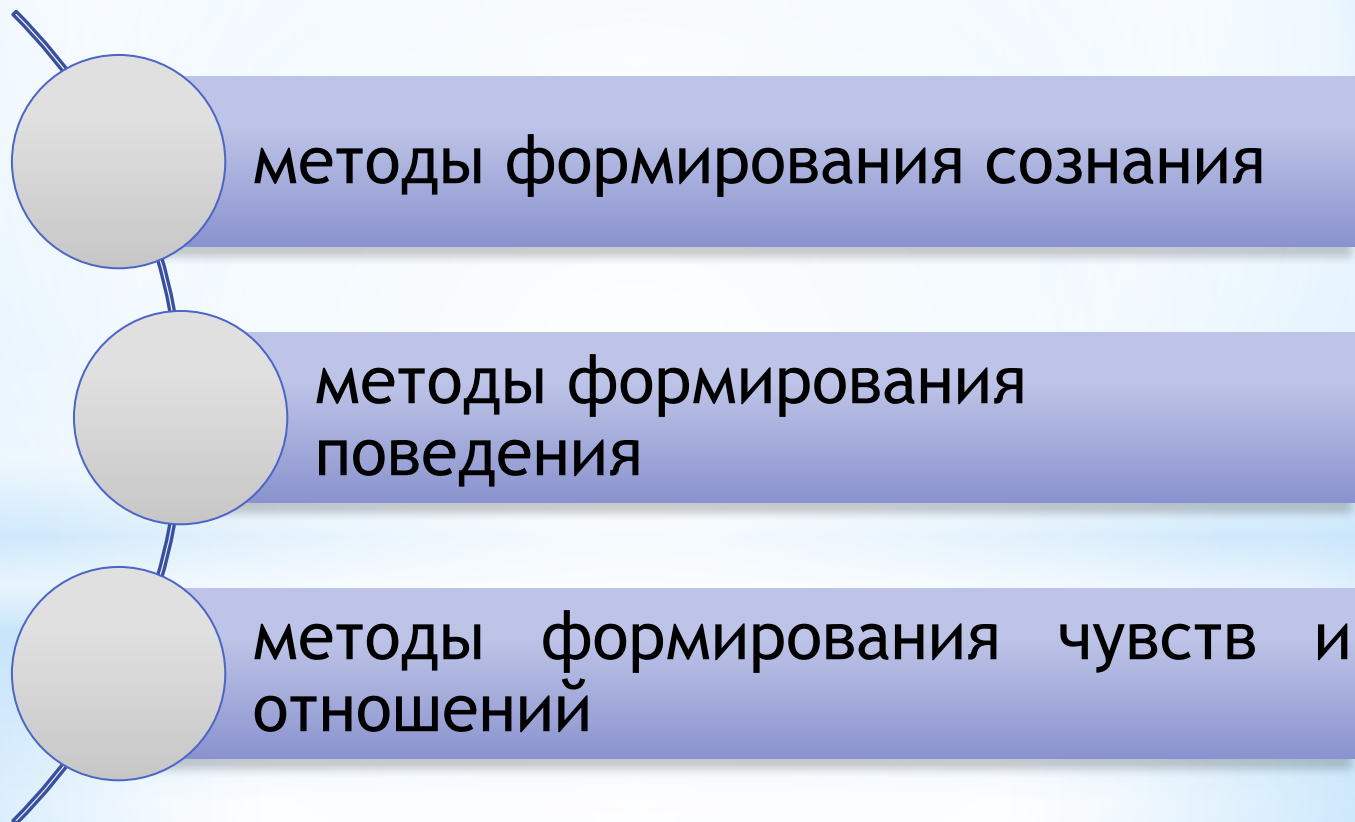 методы формирования сознания
методы формирования
поведения
методы формирования чувств и
отношений